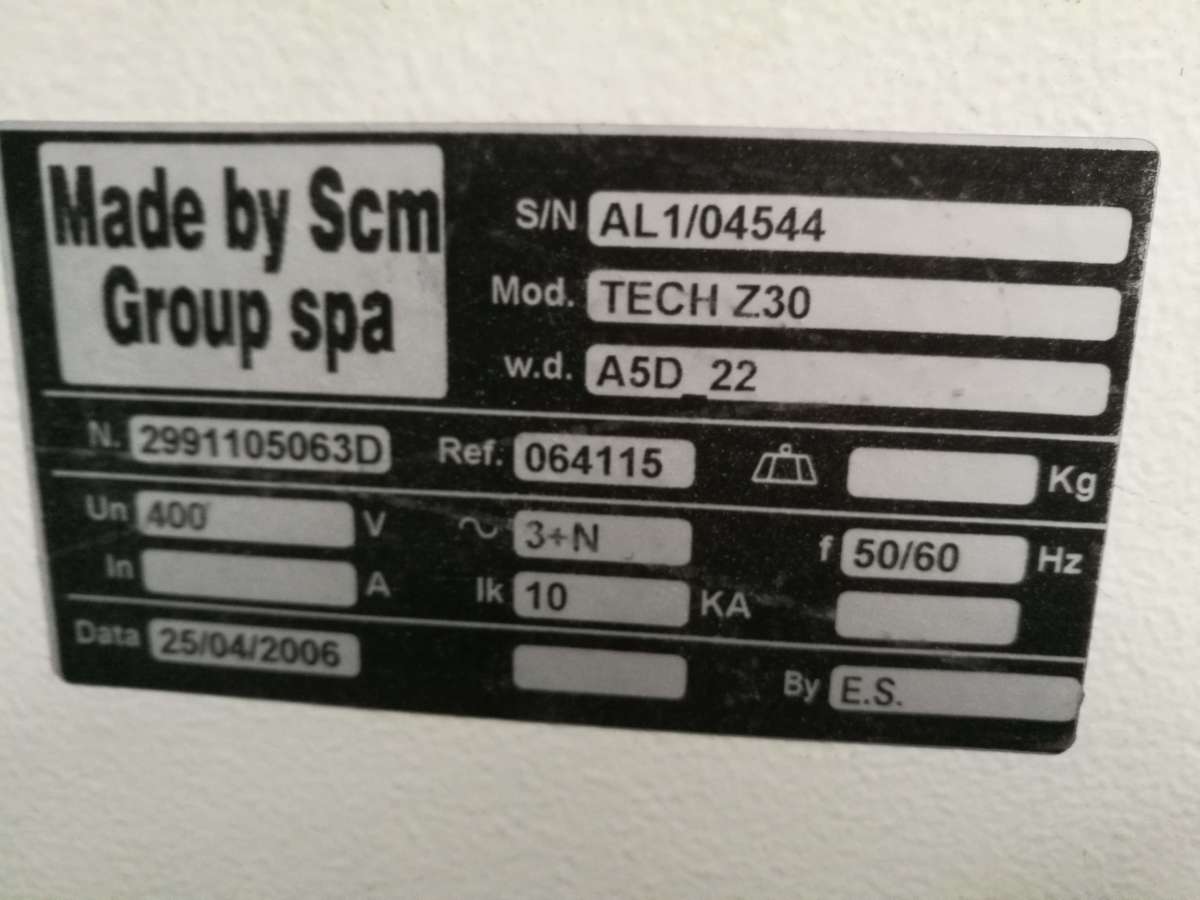 Made by Scm
Group spa
S/N AL1/04544
Mod. TECH Z30
w.d. A5D_22
N. 2991105063D Ref. 064115 Kg
Un 400 V 3+N f 50/60 Hz
In A Ik 10 KA
Data 25/04/2006 By E.S.